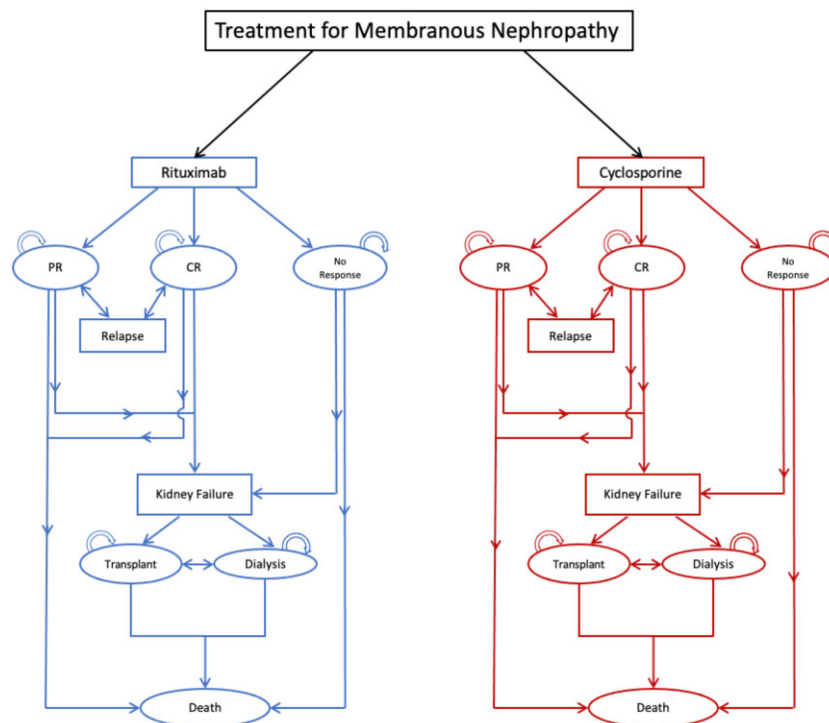 Treatment for Membranous Nephropathy
Rituximab
PR
CR
No
Response
Relapse
Kidney Failure
Transplant
Dialysis
Death
Cyclosporine
PR
CR
No
Response
Relapse
Kidney Failure
Transplant
Dialysis
Death